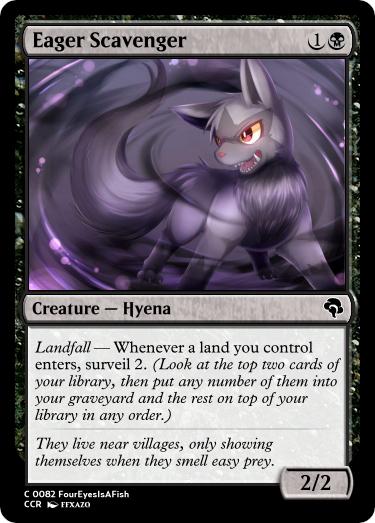 Eager Scavenger 1
Creature — Hyena
Landfall — Whenever a land you control
enters, surveil 2. (Look at the top two cards of
your library, then put any number of them into
your graveyard and the rest on top of your
library in any order.)
They live near villages, only showing
themselves when they smell easy prey.
2/2
C 0082 FourEyesIsAFish
CCR EFXAZO